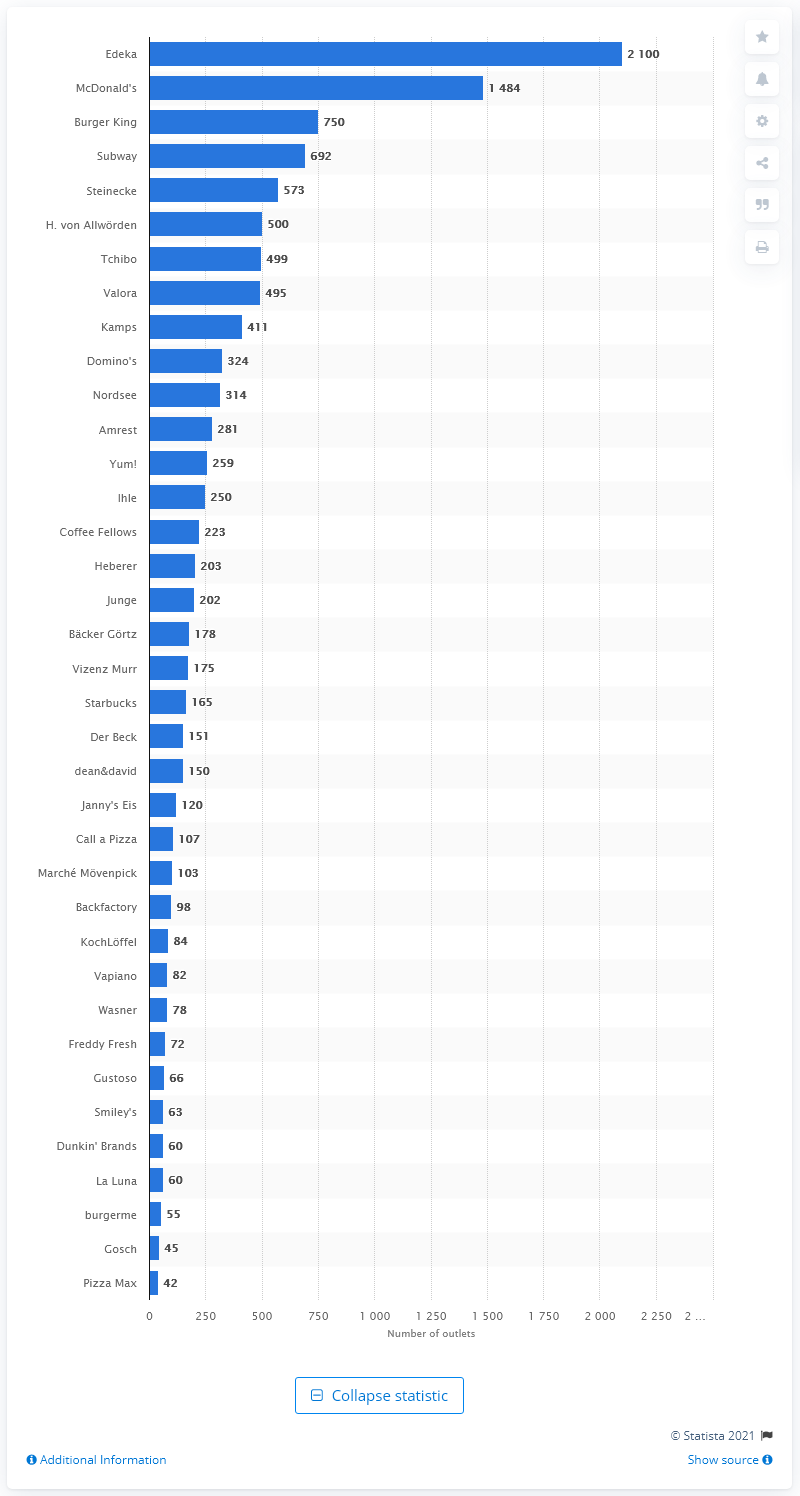 Edeka 2 100
McDonald's 1 484
Burger King 750
Subway 692
Steinecke 573
H. von Allwörden 500
Tchibo 499
Valora 495
Kamps 411
Domino's 324
Nordsee 314
Amrest 281
Yum! 259
Ihle 250
Coffee Fellows 223
Heberer 203
Junge 202
Bäcker Görtz 178
Vizenz Murr 175
Starbucks 165
Der Beck 151
dean&david 150
Janny's Eis 120
Call a Pizza 107
Marché Mövenpick 103
Backfactory 98
KochLöffel 84
Vapiano 82
Wasner 78
Freddy Fresh 72
Gustoso 66
Smiley's 63
Dunkin' Brands 60
La Luna 60
burgerme 55
Gosch 45
Pizza Max 42
0 250 500 750 1 000 1 250 1 500 1 750 2 000 2 250 2 ...
Number of outlets
Collapse statistic
© Statista 2021
Additional Information Show source